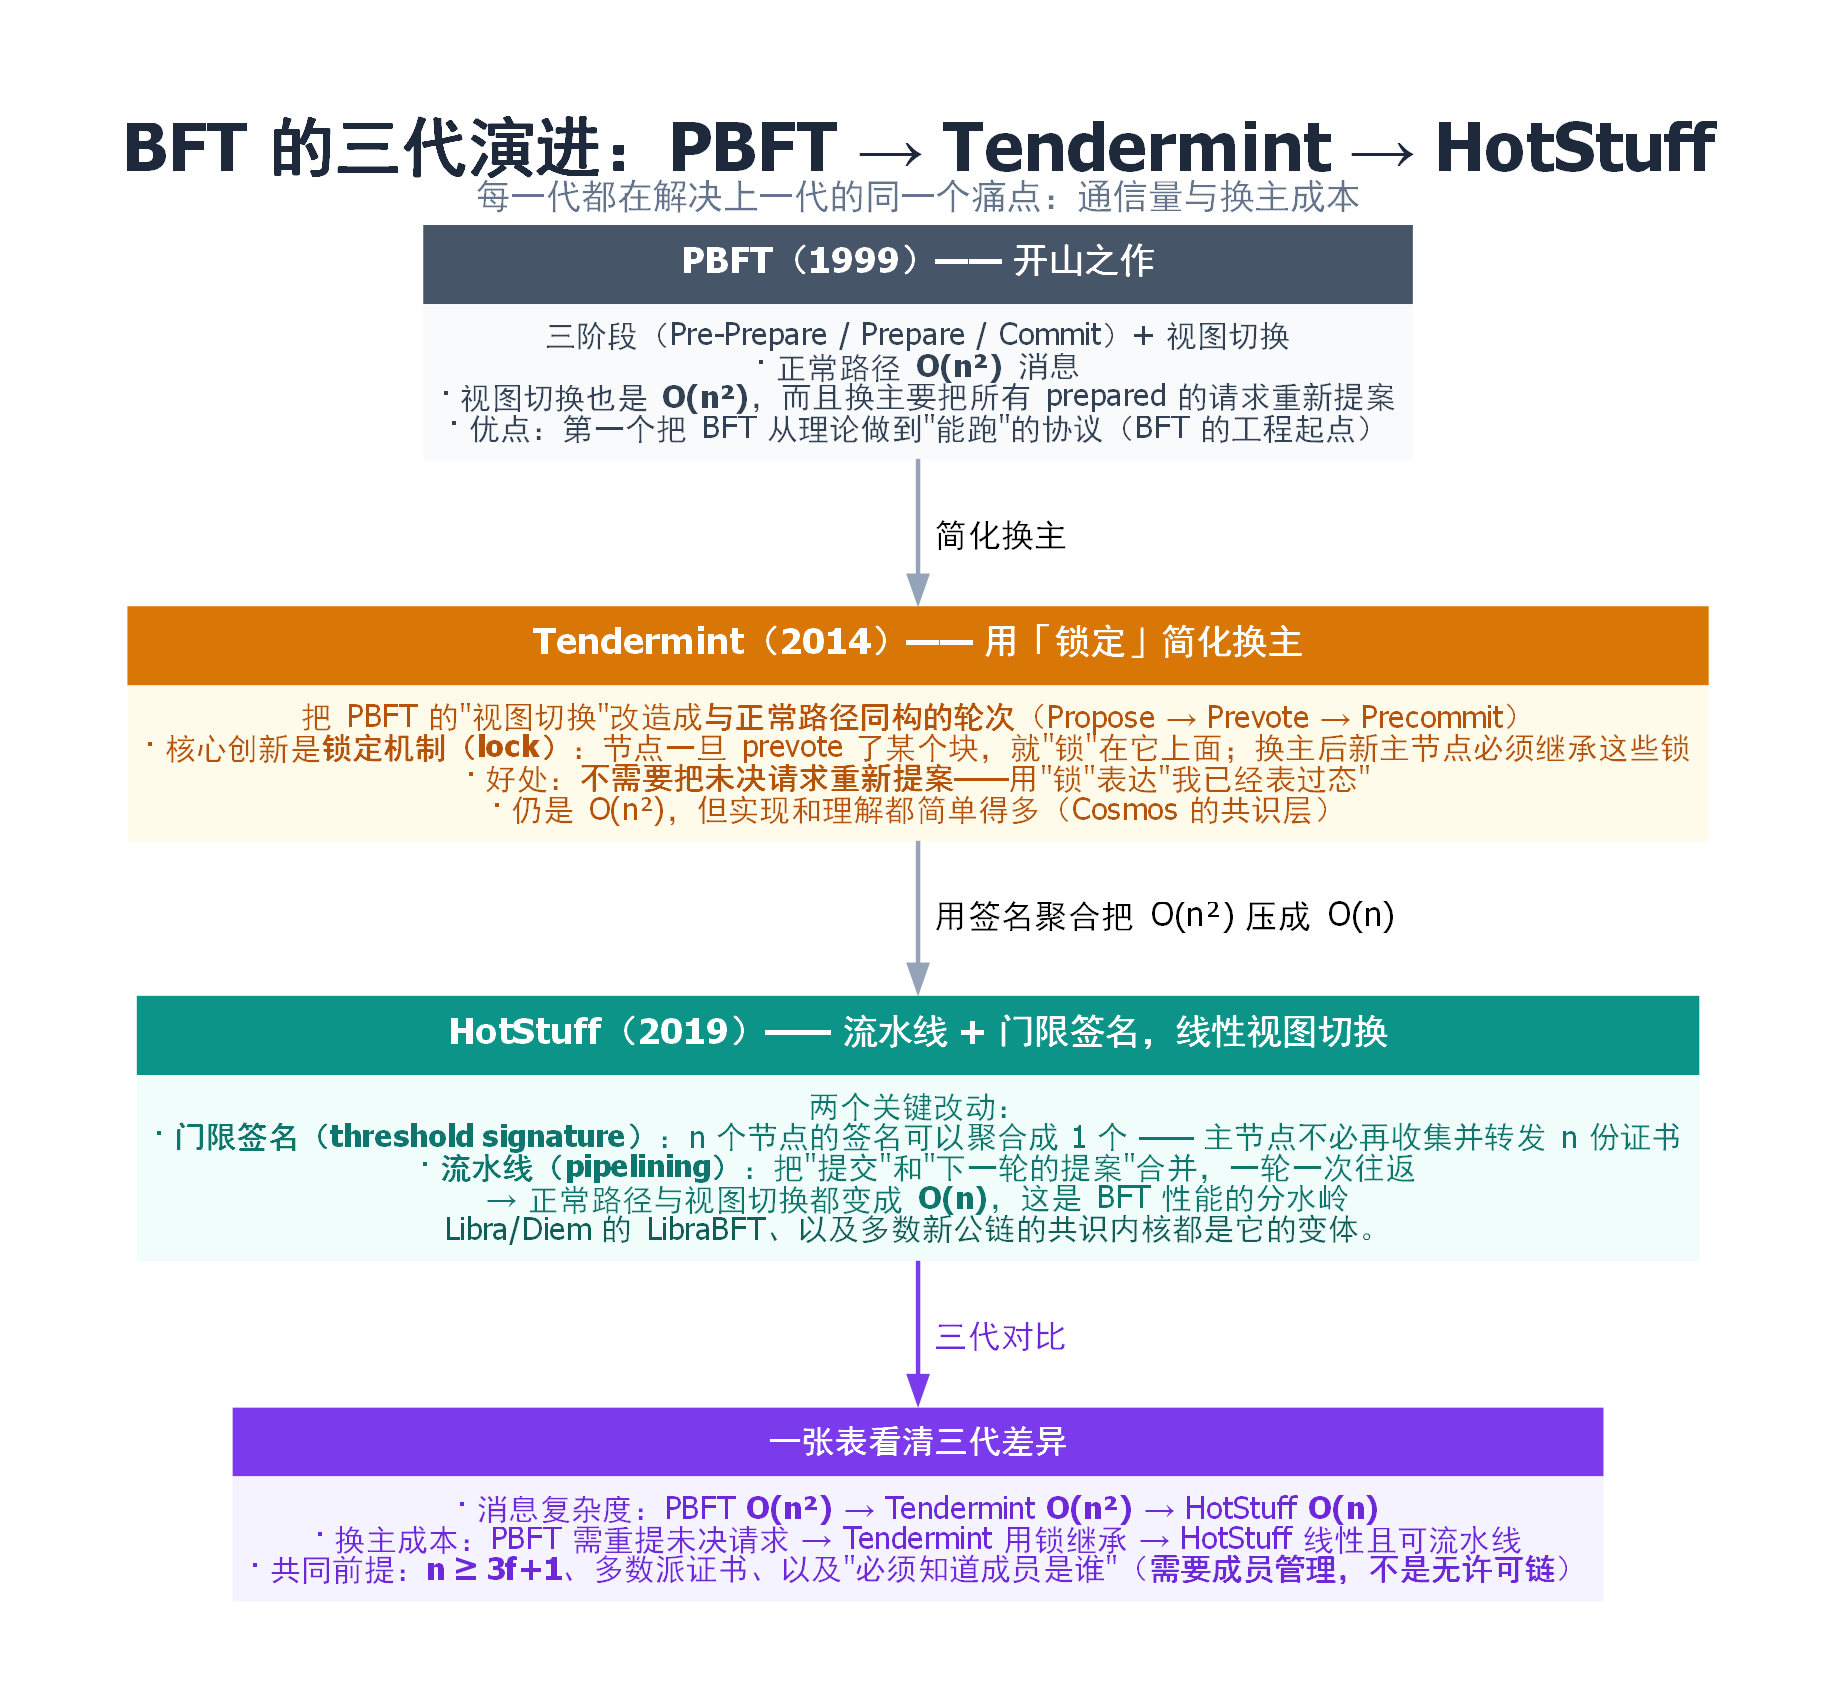 BFT 的三代演进：PBFT → Tendermint → HotStuff
每一代都在解决上一代的同一个痛点：通信量与换主成本
PBFT（1999）—— 开山之作
三阶段（Pre-Prepare / Prepare / Commit）+ 视图切换
· 正常路径 O(n²) 消息
· 视图切换也是 O(n²)，而且换主要把所有 prepared 的请求重新提案
· 优点：第一个把 BFT 从理论做到"能跑"的协议（BFT 的工程起点）
简化换主
Tendermint（2014）—— 用「锁定」简化换主
把 PBFT 的"视图切换"改造成与正常路径同构的轮次（Propose → Prevote → Precommit）
· 核心创新是锁定机制（lock）：节点一旦 prevote 了某个块，就"锁"在它上面；换主后新主节点必须继承这些锁
· 好处：不需要把未决请求重新提案——用"锁"表达"我已经表过态"
· 仍是 O(n²)，但实现和理解都简单得多（Cosmos 的共识层）
用签名聚合把 O(n²) 压成 O(n)
HotStuff（2019）—— 流水线 + 门限签名，线性视图切换
两个关键改动：
· 门限签名（threshold signature）：n 个节点的签名可以聚合成 1 个 —— 主节点不必再收集并转发 n 份证书
· 流水线（pipelining）：把"提交"和"下一轮的提案"合并，一轮一次往返
→ 正常路径与视图切换都变成 O(n)，这是 BFT 性能的分水岭
Libra/Diem 的 LibraBFT、以及多数新公链的共识内核都是它的变体。
三代对比
一张表看清三代差异
· 消息复杂度：PBFT O(n²) → Tendermint O(n²) → HotStuff O(n)
· 换主成本：PBFT 需重提未决请求 → Tendermint 用锁继承 → HotStuff 线性且可流水线
· 共同前提：n ≥ 3f+1、多数派证书、以及"必须知道成员是谁"（需要成员管理，不是无许可链）